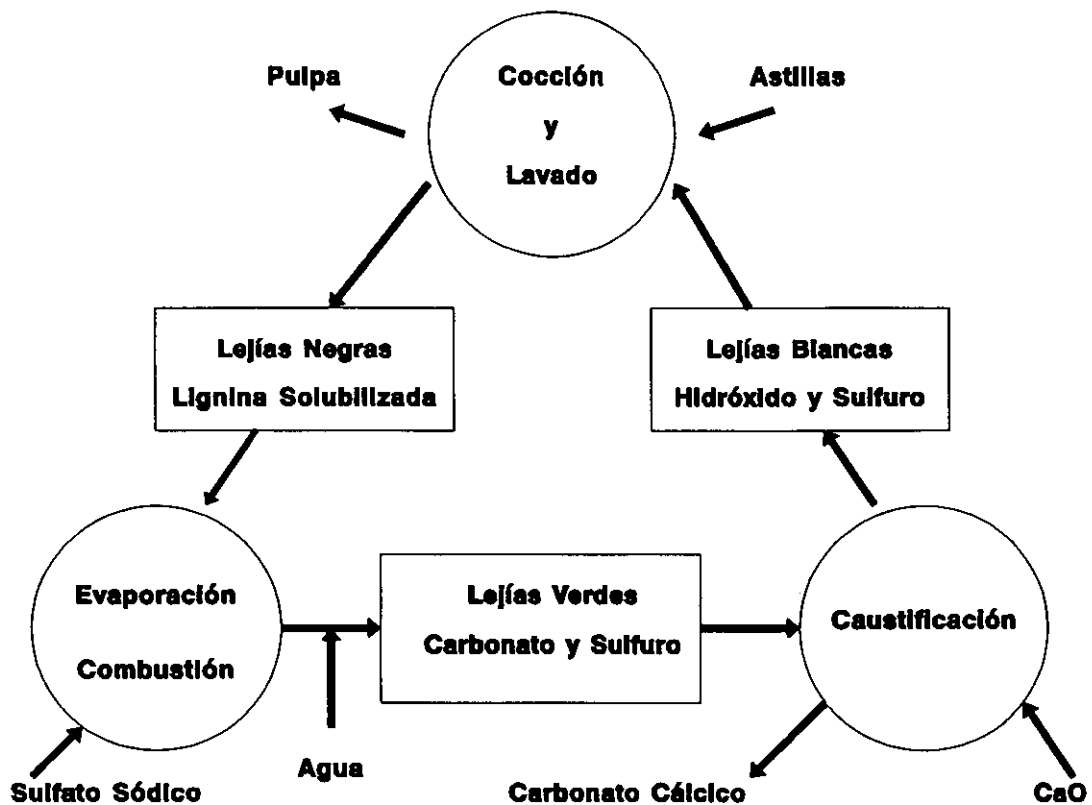 Pulpa
Cocción
y
Lavado
Astillas
Lejías Negras
Lignina Solubilizada
Lejías Blancas
Hidróxido y Sulfuro
Evaporación
Combustión
Lejías Verdes
Carbonato y Sulfuro
Caustificación
Sulfato Sódico
Agua
Carbonato Cálcico
CaO